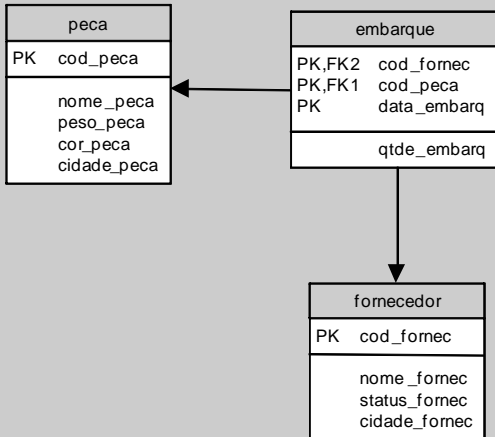 peca
PK cod_peca
nome_peca
peso_peca
cor_peca
cidade_peca
embarque
PK,FK2 cod_fornec
PK,FK1 cod_peca
PK data_embarq
qtde_embarq
fornecedor
PK cod_fornec
nome_fornec
status_fornec
cidade_fornec